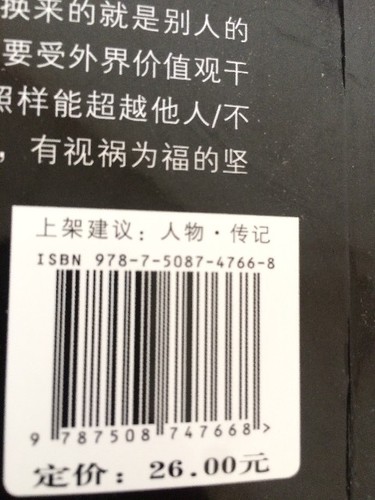 换来的就是别人的
要受外界价值观干
照样能超越他人/不
，有视祸为福的坚
上架建议：人物·传记
ISBN 978-7-5087-4766-8
9 787508 747668 >
定价：26.00元